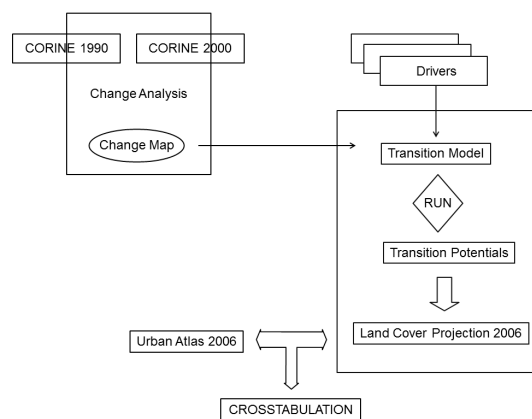 CORINE 1990
CORINE 2000
Change Analysis
Change Map
Drivers
Transition Model
RUN
Transition Potentials
Land Cover Projection 2006
Urban Atlas 2006
CROSSTABULATION